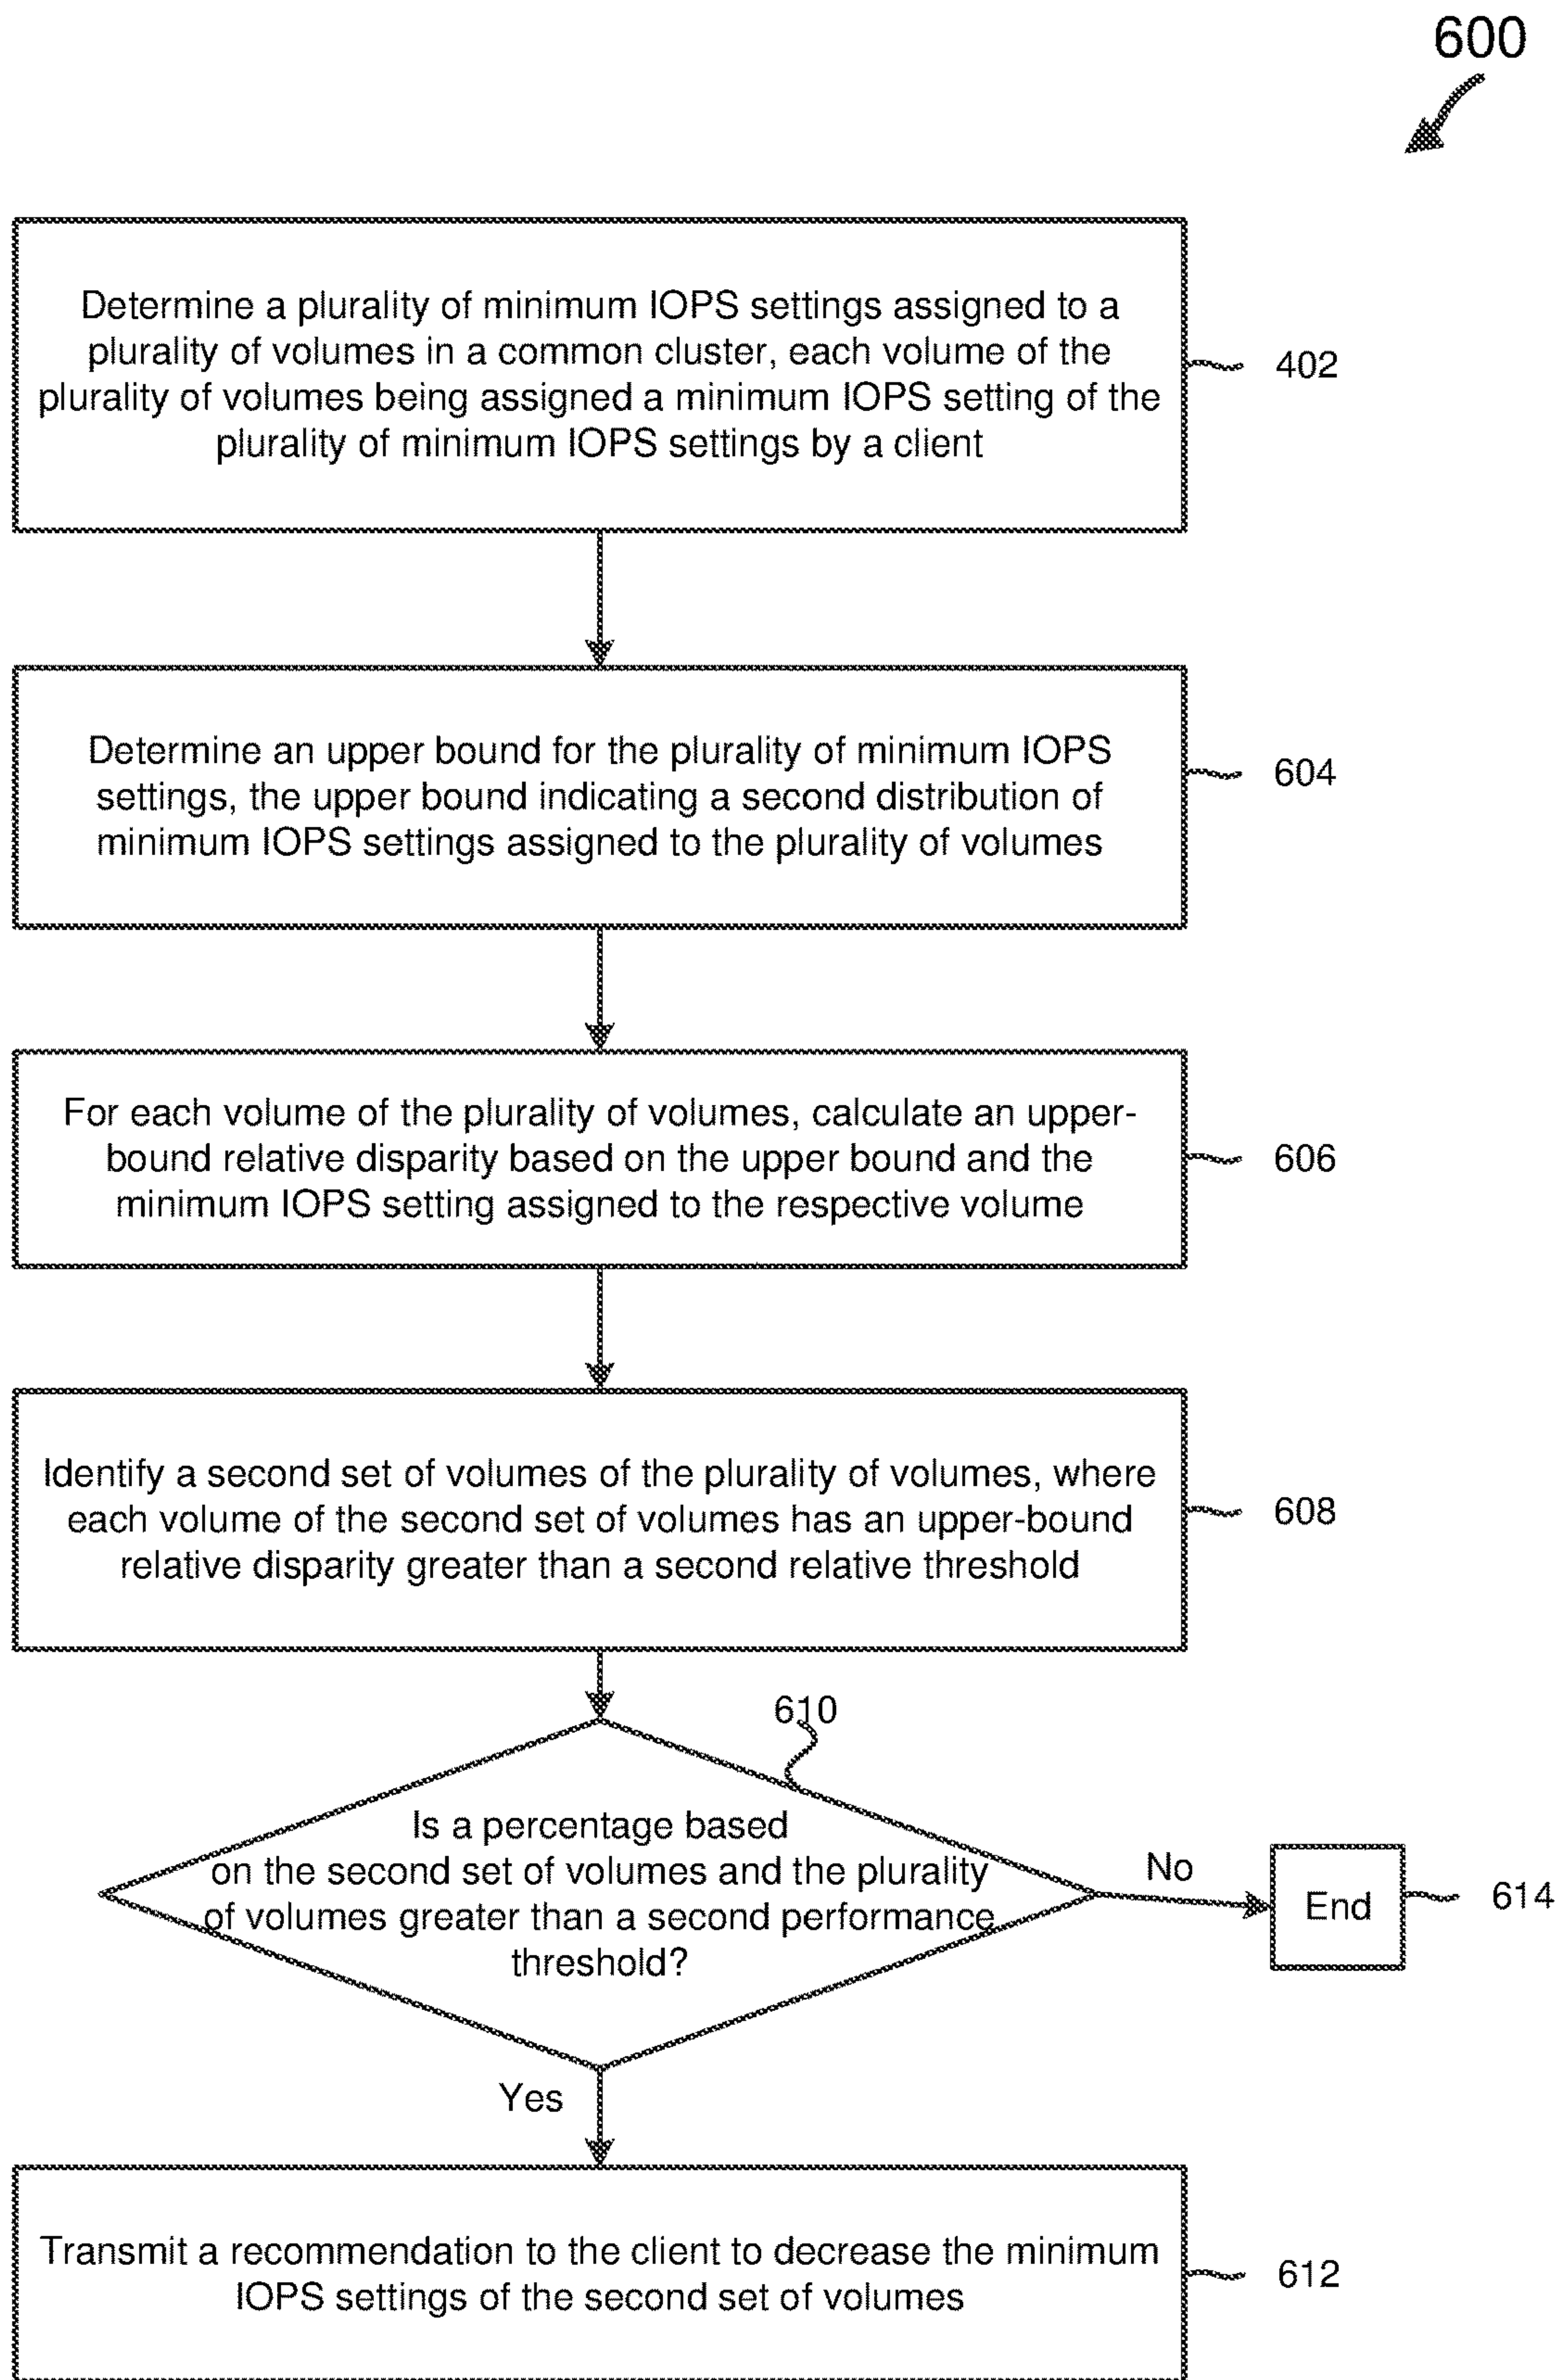 600
Determine a plurality of minimum IOPS settings assigned to a
plurality of volumes in a common cluster, each volume of the
plurality of volumes being assigned a minimum IOPS setting of the
plurality of minimum IOPS settings by a client
402
Determine an upper bound for the plurality of minimum IOPS
settings, the upper bound indicating a second distribution of
minimum IOPS settings assigned to the plurality of volumes
604
For each volume of the plurality of volumes, calculate an upper-
bound relative disparity based on the upper bound and the
minimum IOPS setting assigned to the respective volume
606
Identify a second set of volumes of the plurality of volumes, where
each volume of the second set of volumes has an upper-bound
relative disparity greater than a second relative threshold
608
610
Is a percentage based
on the second set of volumes and the plurality
of volumes greater than a second performance
threshold?
No
End
614
Yes
Transmit a recommendation to the client to decrease the minimum
IOPS settings of the second set of volumes
612